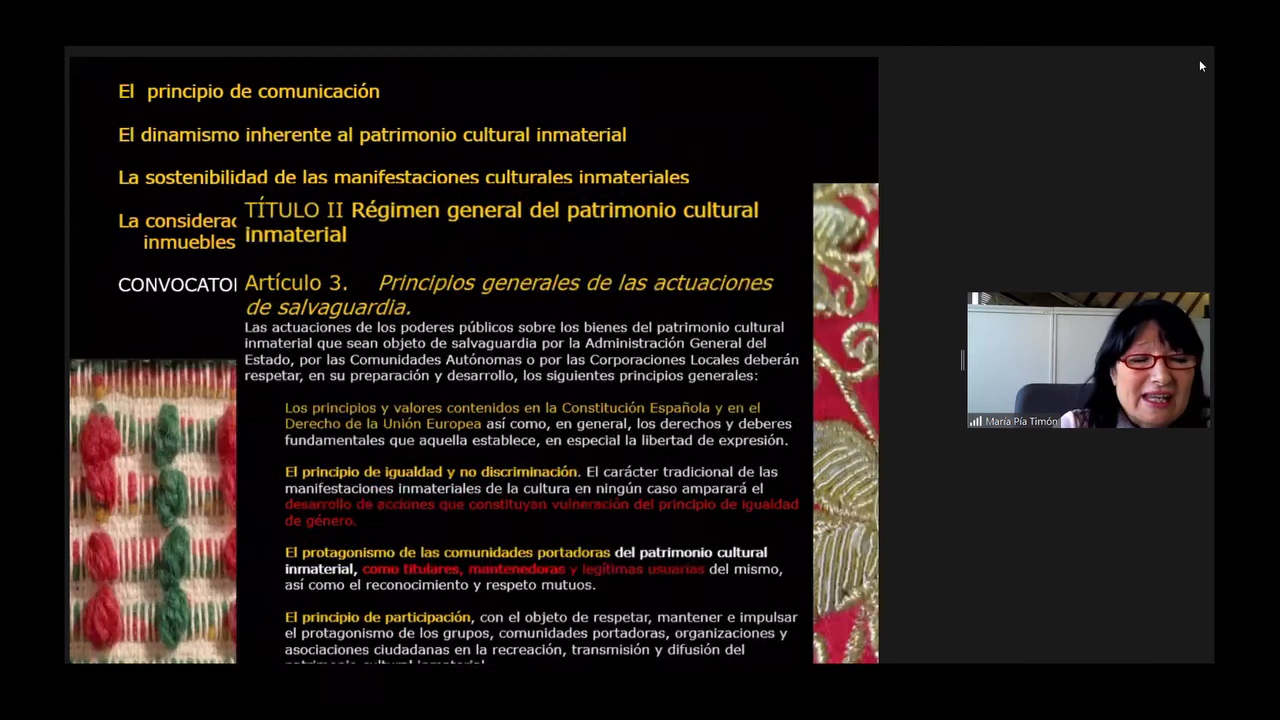 El principio de comunicación
El dinamismo inherente al patrimonio cultural inmaterial
La sostenibilidad de las manifestaciones culturales inmateriales
La
inmuebles
TÍTULO II Régimen general del patrimonio cultural
inmaterial
Artículo 3. Principios generales de las actuaciones
de salvaguardia.
Las actuaciones de los poderes públicos sobre los bienes del patrimonio cultural
inmaterial que sean objeto de salvaguardia por la Administración General del
Estado, por las Comunidades Autónomas o por las Corporaciones Locales deberán
respetar, en su preparación y desarrollo, los siguientes principios generales:
Los principios y valores contenidos en la Constitución Española y en el
Derecho de la Unión Europea así como, en general, los derechos y deberes
fundamentales que aquella establece, en especial la libertad de expresión.
El principio de igualdad y no discriminación. El carácter tradicional de las
manifestaciones inmateriales de la cultura en ningún caso amparará el
desarrollo de acciones que constituyan vulneración del principio de igualdad
de género.
El protagonismo de las comunidades portadoras del patrimonio cultural
inmaterial, como titulares, mantenedoras y legítimas usuarias del mismo,
así como el reconocimiento y respeto mutuos.
El principio de participación, con el objeto de respetar, mantener e impulsar
el protagonismo de los grupos, comunidades portadoras, organizaciones y
asociaciones ciudadanas en la recreación, transmisión y difusión del
patrimonio cultural inmaterial
María Pía Timón